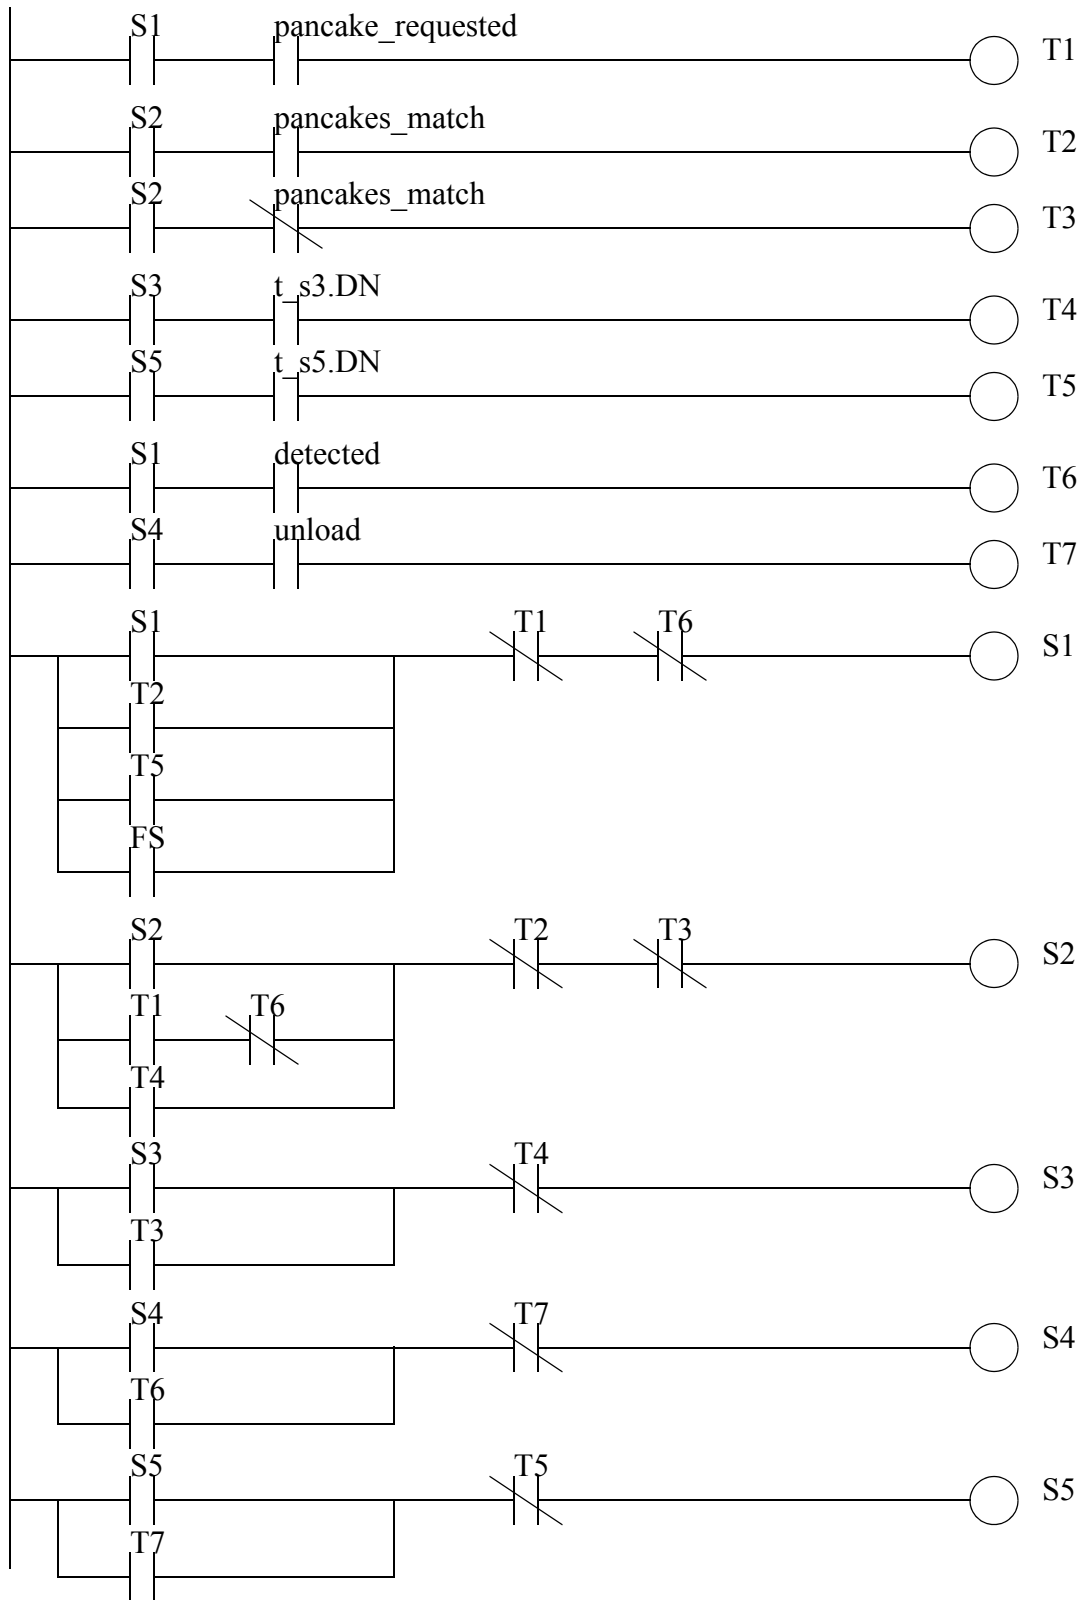 S1 pancake_requested T1
S2 pancakes_match T2
S2 pancakes_match T3
S3 t_s3.DN T4
S5 t_s5.DN T5
S1 detected T6
S4 unload T7
S1 T1 T6 S1
T2
T5
FS
S2 T2 T3 S2
T1 T6
T4
S3 T4 S3
T3
S4 T7 S4
T6
S5 T5 S5
T7